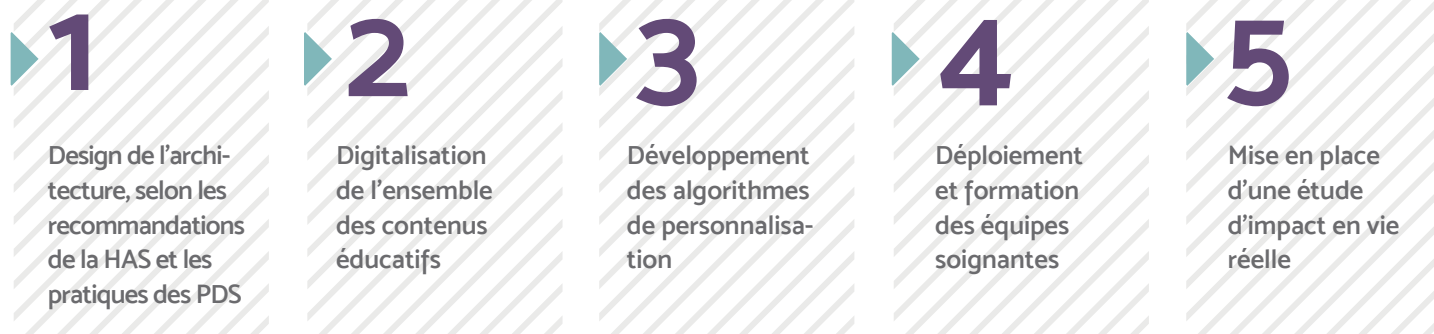 1
Design de l’archi-
tecture, selon les
recommandations
de la HAS et les
pratiques des PDS
2
Digitalisation
de l’ensemble
des contenus
éducatifs
3
Développement
des algorithmes
de personnalisa-
tion
4
Déploiement
et formation
des équipes
soignantes
5
Mise en place
d’une étude
d’impact en vie
réelle